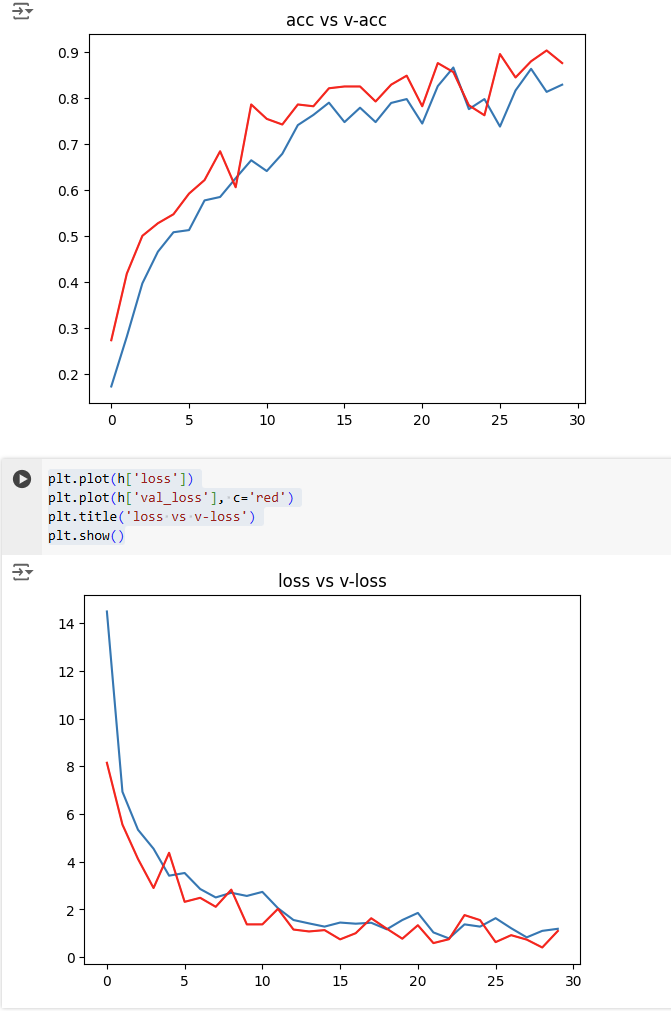 acc vs v-acc
0.9
0.8
0.7
0.6
0.5
0.4
0.3
0.2
0 5 10 15 20 25 30
plt.plot(h['loss'])
plt.plot(h['val_loss'], c='red')
plt.title('loss vs v-loss')
plt.show()
loss vs v-loss
14
12
10
8
6
4
2
0
0 5 10 15 20 25 30